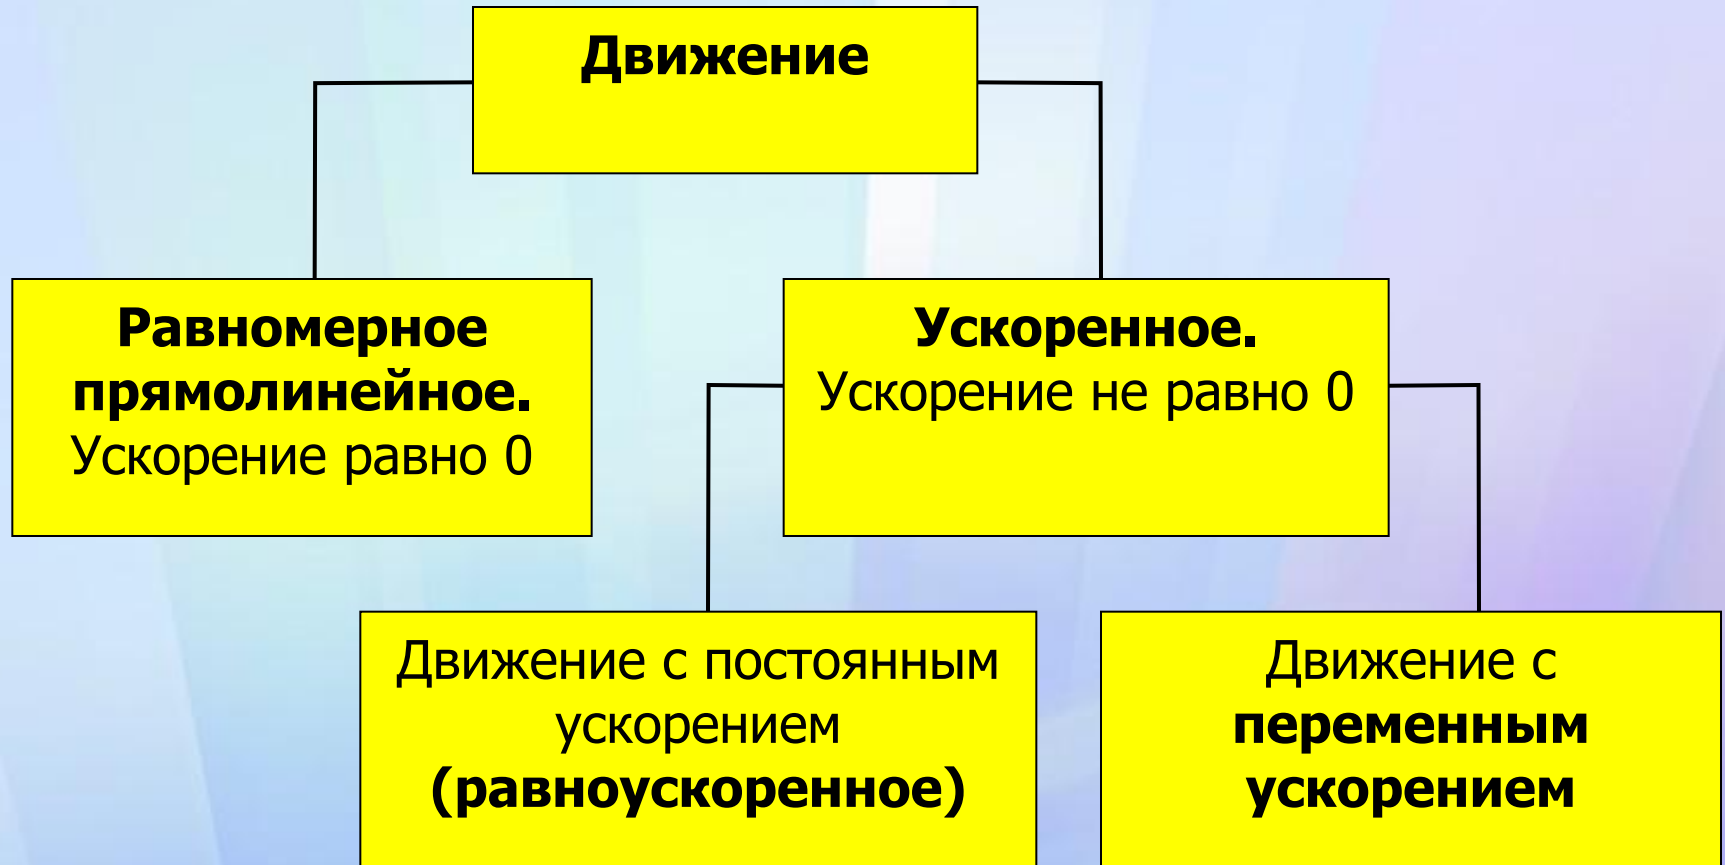 Движение
Равномерное
прямолинейное.
Ускорение равно 0
Ускоренное.
Ускорение не равно 0
Движение с постоянным
ускорением
(равноускоренное)
Движение с
переменным
ускорением